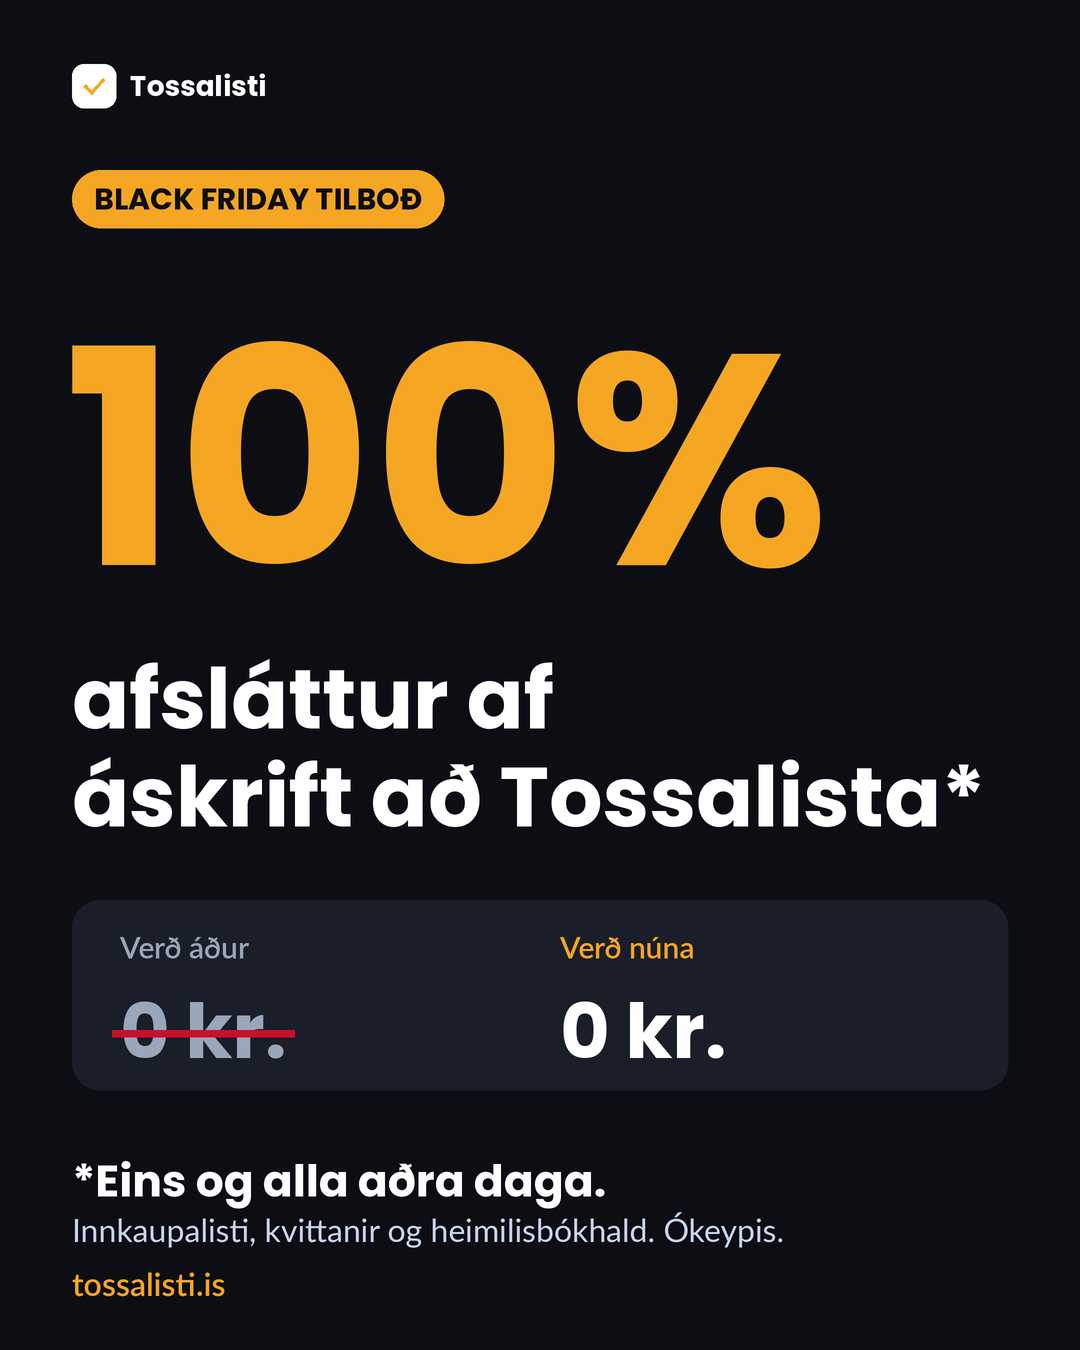 Tossalisti
BLACK FRIDAY TILBOÐ
100%
afsláttur af
áskrift að Tossalista*
Verð áður
Verð núna
0 kr.
0 kr.
*Eins og alla aðra daga.
Innkaupalisti, kvittanir og heimilisbókhald. Ókeypis.
tossalisti.is